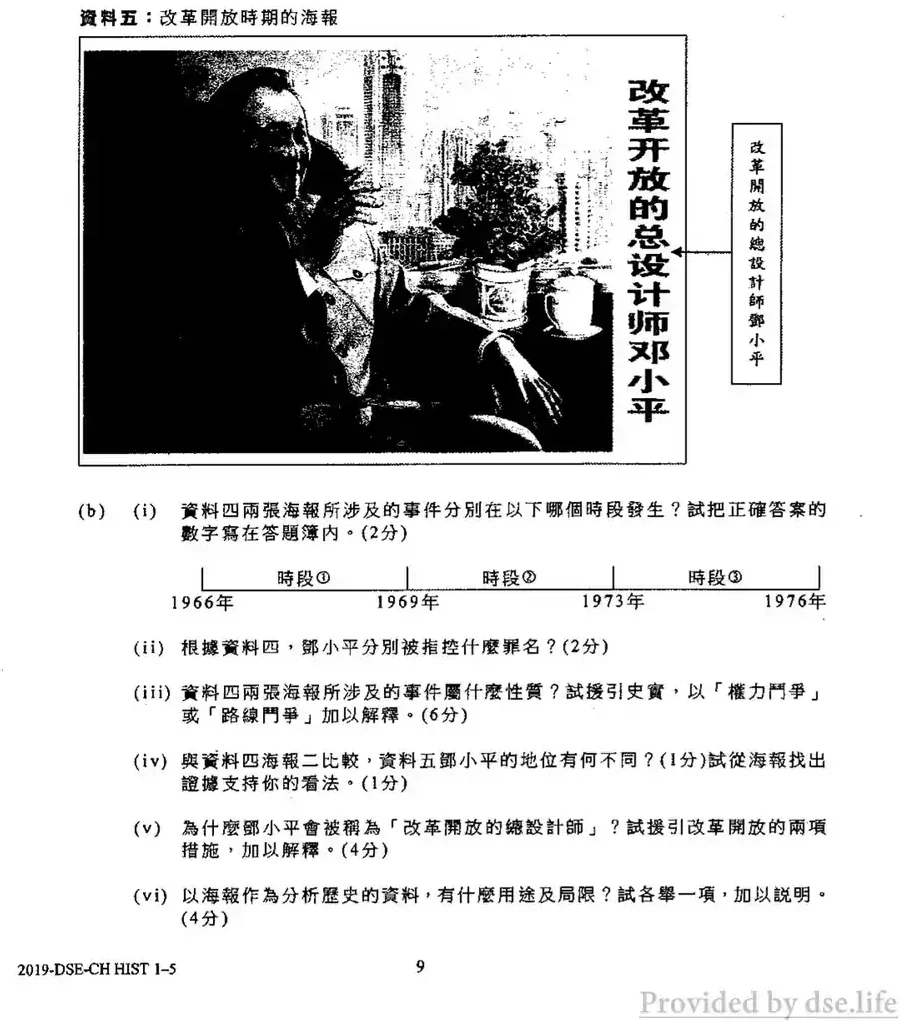 資料五：改革開放時期的海報
改革开放的总设计师邓小平
改革開放的總設計師鄧小平
(b) (i) 資料四兩張海報所涉及的事件分別在以下哪個時段發生？試把正確答案的
數字寫在答題簿內。(2分)
時段① 時段② 時段③
1966年 1969年 1973年 1976年
(ii) 根據資料四，鄧小平分別被指控什麼罪名？(2分)
(iii) 資料四兩張海報所涉及的事件屬什麼性質？試援引史實，以「權力鬥爭」
或「路線鬥爭」加以解釋。(6分)
(iv) 與資料四海報二比較，資料五鄧小平的地位有何不同？(1分)試從海報找出
證據支持你的看法。(1分)
(v) 為什麼鄧小平會被稱為「改革開放的總設計師」？試援引改革開放的兩項
措施，加以解釋。(4分)
(vi) 以海報作為分析歷史的資料，有什麼用途及局限？試各舉一項，加以說明。
(4分)
2019-DSE-CH HIST 1–5
9
Provided by dse.life